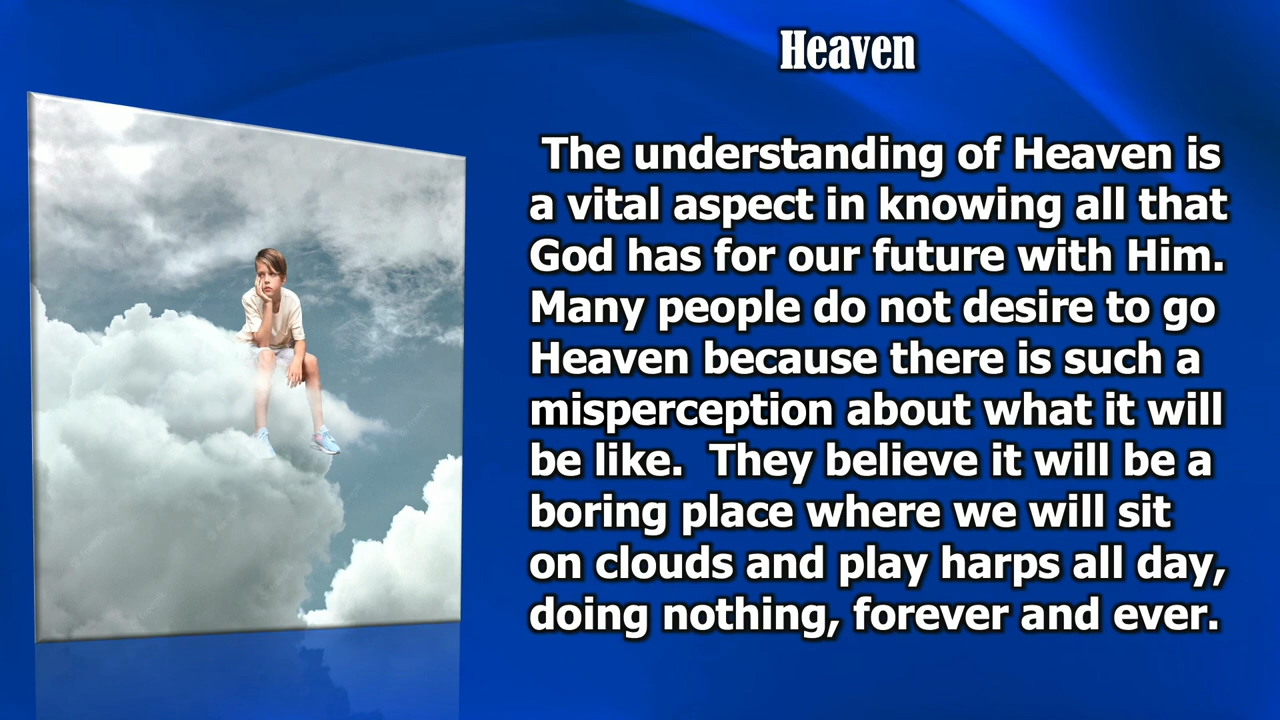 Heaven
The understanding of Heaven is
a vital aspect in knowing all that
God has for our future with Him.
Many people do not desire to go
Heaven because there is such a
misperception about what it will
be like.  They believe it will be a
boring place where we will sit
on clouds and play harps all day,
doing nothing, forever and ever.